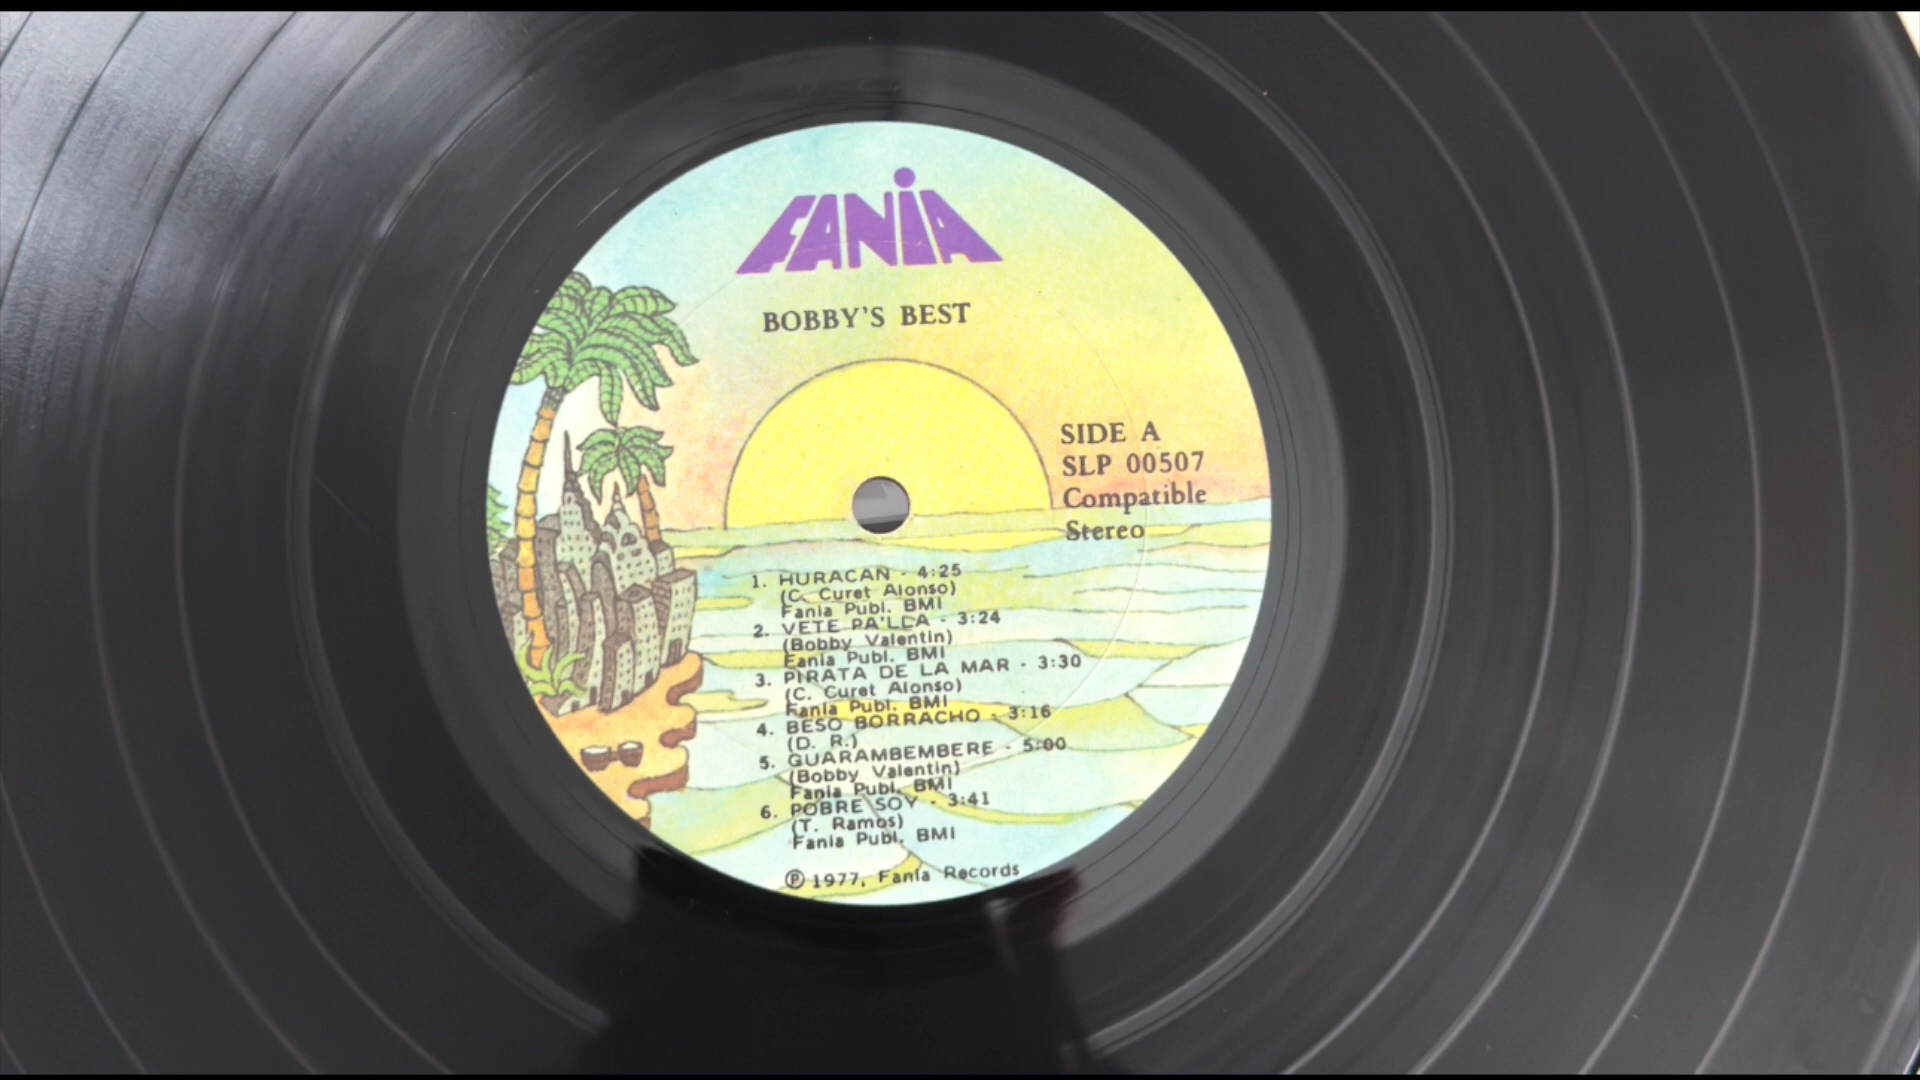 FANIA
BOBBY'S BEST
SIDE A
SLP 00507
Compatible
Stereo
1. HURACAN - 4:25
(C. Curet Alonso)
Fania Publ. BMI
2. VETE PA'LLA - 3:24
(Bobby Valentin)
Fania Publ. BMI
3. PIRATA DE LA MAR - 3:30
(C. Curet Alonso)
Fania Publ. BMI
4. BESO BORRACHO - 3:16
(D. R.)
5. GUARAMBEMBERE - 5:00
(Bobby Valentin)
Fania Publ. BMI
6. POBRE SOY - 3:41
(T. Ramos)
Fania Publ. BMI
℗ 1977, Fania Records